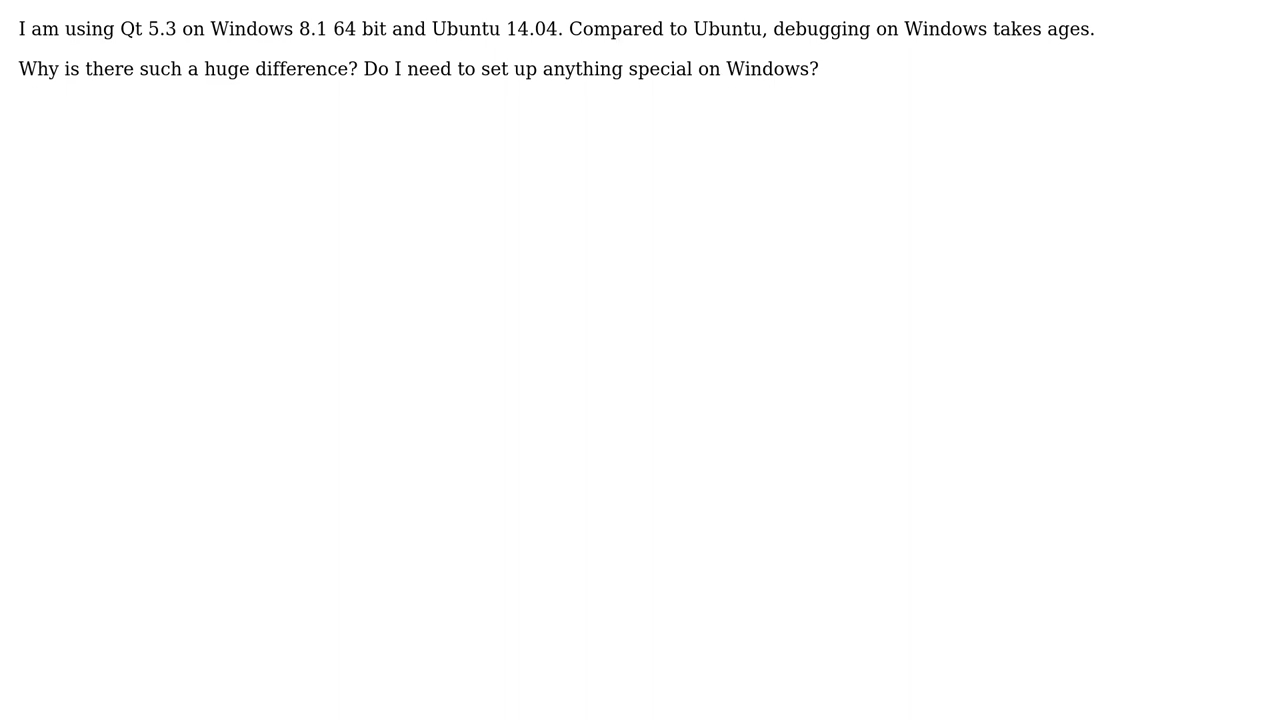 I am using Qt 5.3 on Windows 8.1 64 bit and Ubuntu 14.04. Compared to Ubuntu, debugging on Windows takes ages.
Why is there such a huge difference? Do I need to set up anything special on Windows?